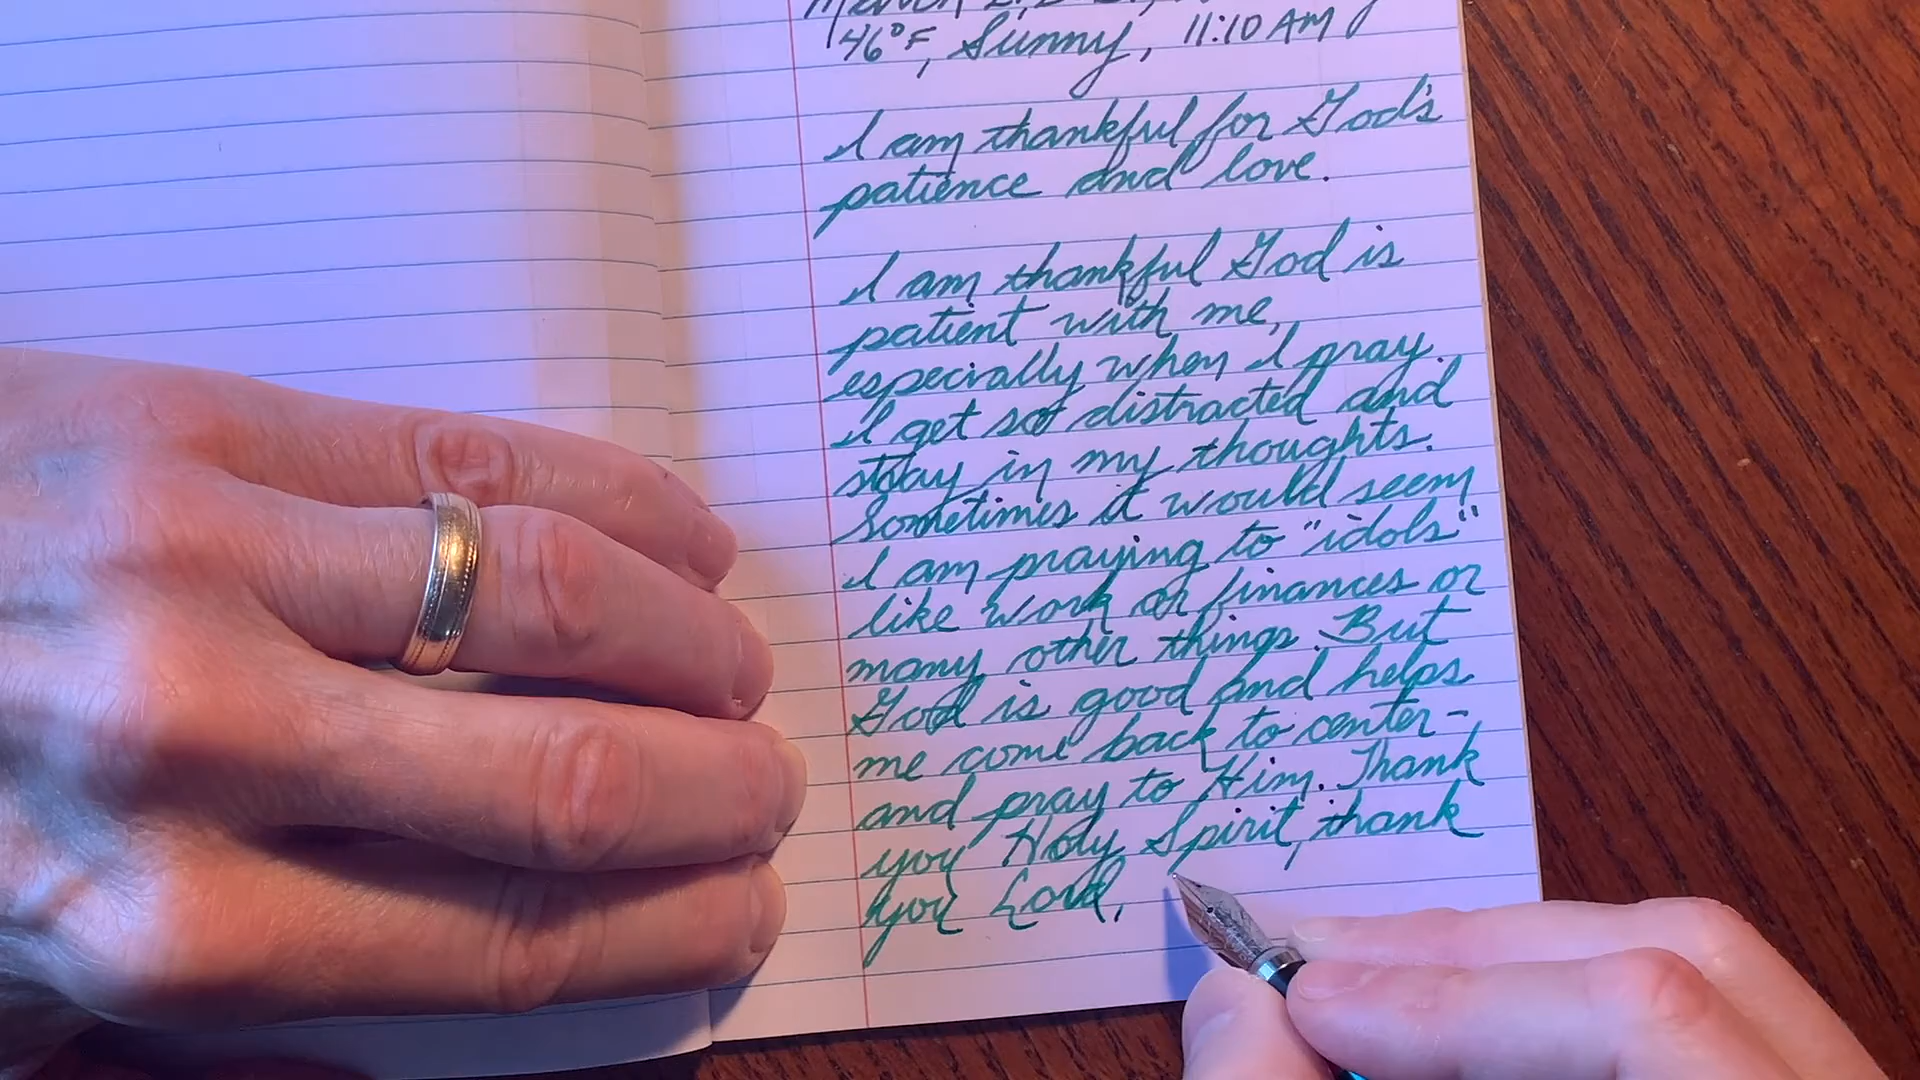 March
46°F, Sunny, 11:10 AM
I am thankful for God's
patience and love.
I am thankful God is
patient with me,
especially when I pray.
I get so distracted and
stay in my thoughts.
Sometimes it would seem
I am praying to "idols"
like work or finances or
many other things. But
God is good and helps
me come back to center-
and pray to Him. Thank
you Holy Spirit, thank
you Lord,